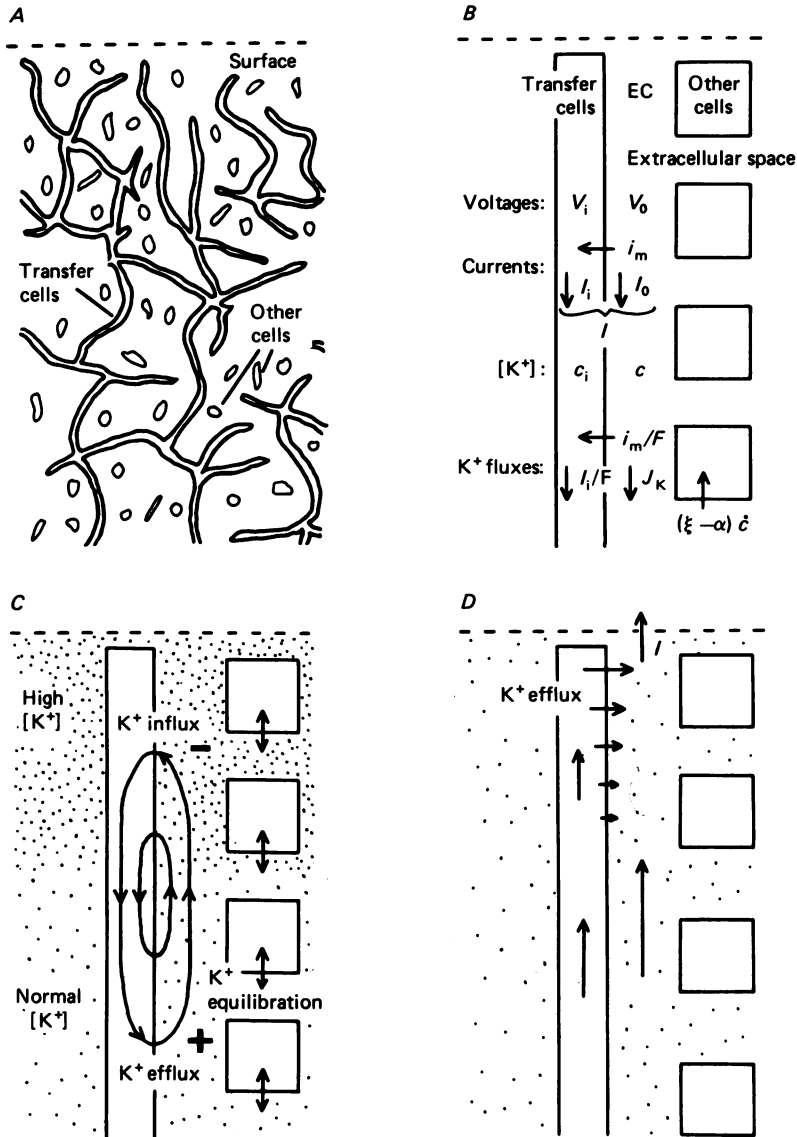 A
Surface
Transfer
cells
Other
cells
B
Transfer
cells
EC
Other
cells
Extracellular space
Voltages: Vi V0
im
Currents:
Ii I0
I
[K+]: ci c
im/F
K+ fluxes: Ii/F JK
(ξ −α) ċ
C
High
[K+]
K+ influx
−
Normal
[K+]
K+
equilibration
+
K+ efflux
D
I
K+ efflux